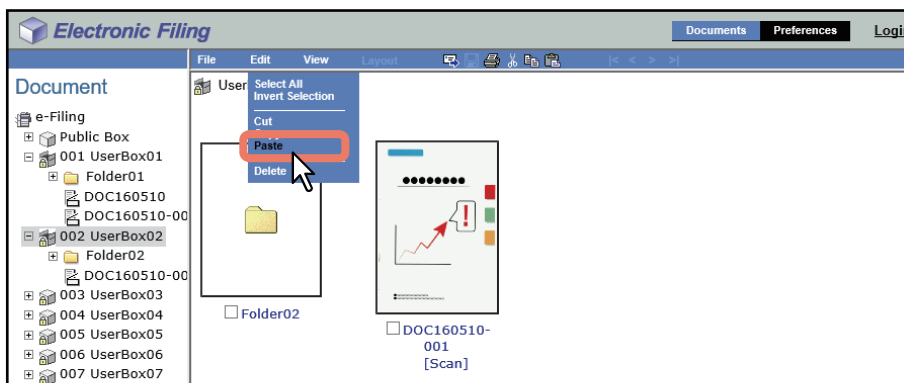 Electronic Filing
Documents Preferences
File Edit View Layout |< < > >|
Document
e-Filing
Public Box
001 UserBox01
Folder01
DOC160510
DOC160510-00
002 UserBox02
Folder02
DOC160510-00
003 UserBox03
004 UserBox04
005 UserBox05
006 UserBox06
007 UserBox07
User
Select All
Invert Selection
Cut
Paste
Delete
!
Folder02
DOC160510-
001
[Scan]